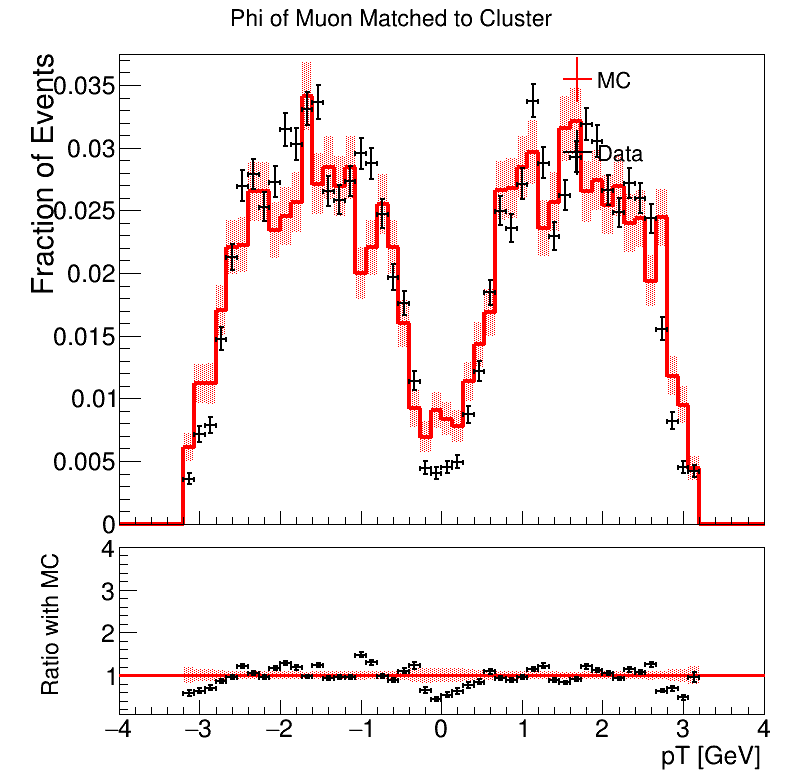 Phi of Muon Matched to Cluster
Fraction of Events
0.035
0.03
0.025
0.02
0.015
0.01
0.005
0
MC
Data
Ratio with MC
4
3
2
1
−4 −3 −2 −1 0 1 2 3 4
pT [GeV]